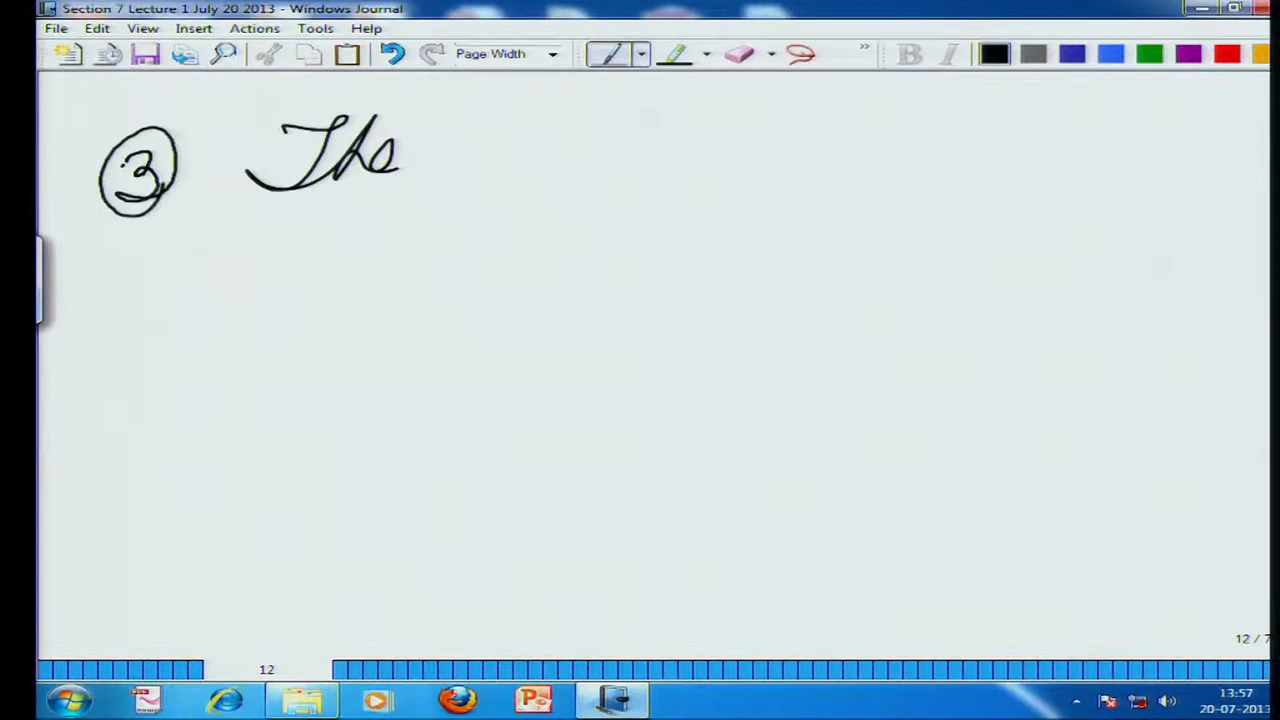 Section 7 Lecture 1 July 20 2013 - Windows Journal
File Edit View Insert Actions Tools Help
Page Width » B I
3 The
12 / 7
12
13:57
20-07-2013